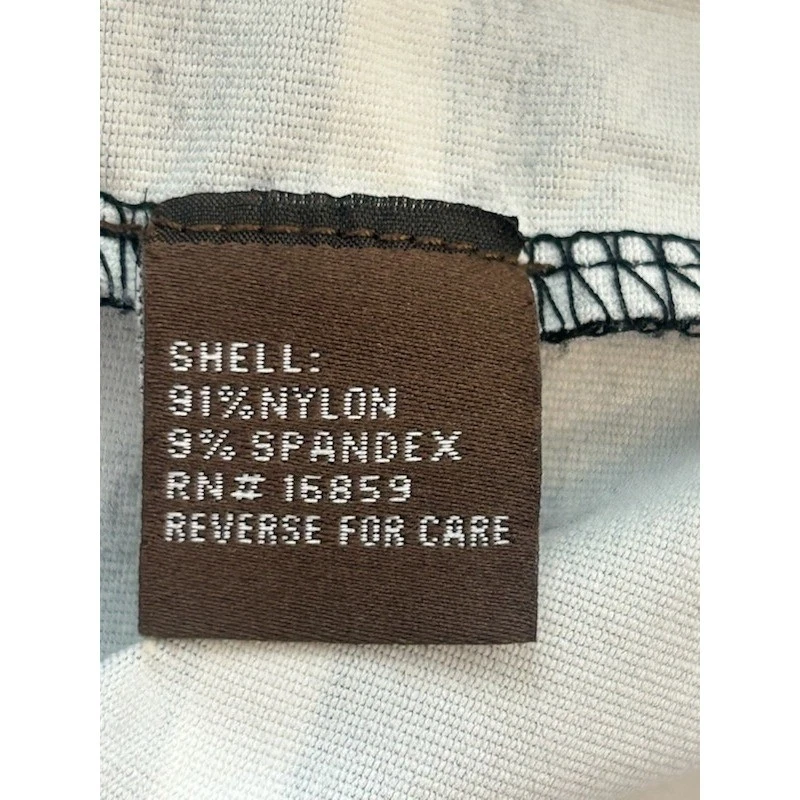 SHELL:
91% NYLON
9% SPANDEX
RN# 16859
REVERSE FOR CARE